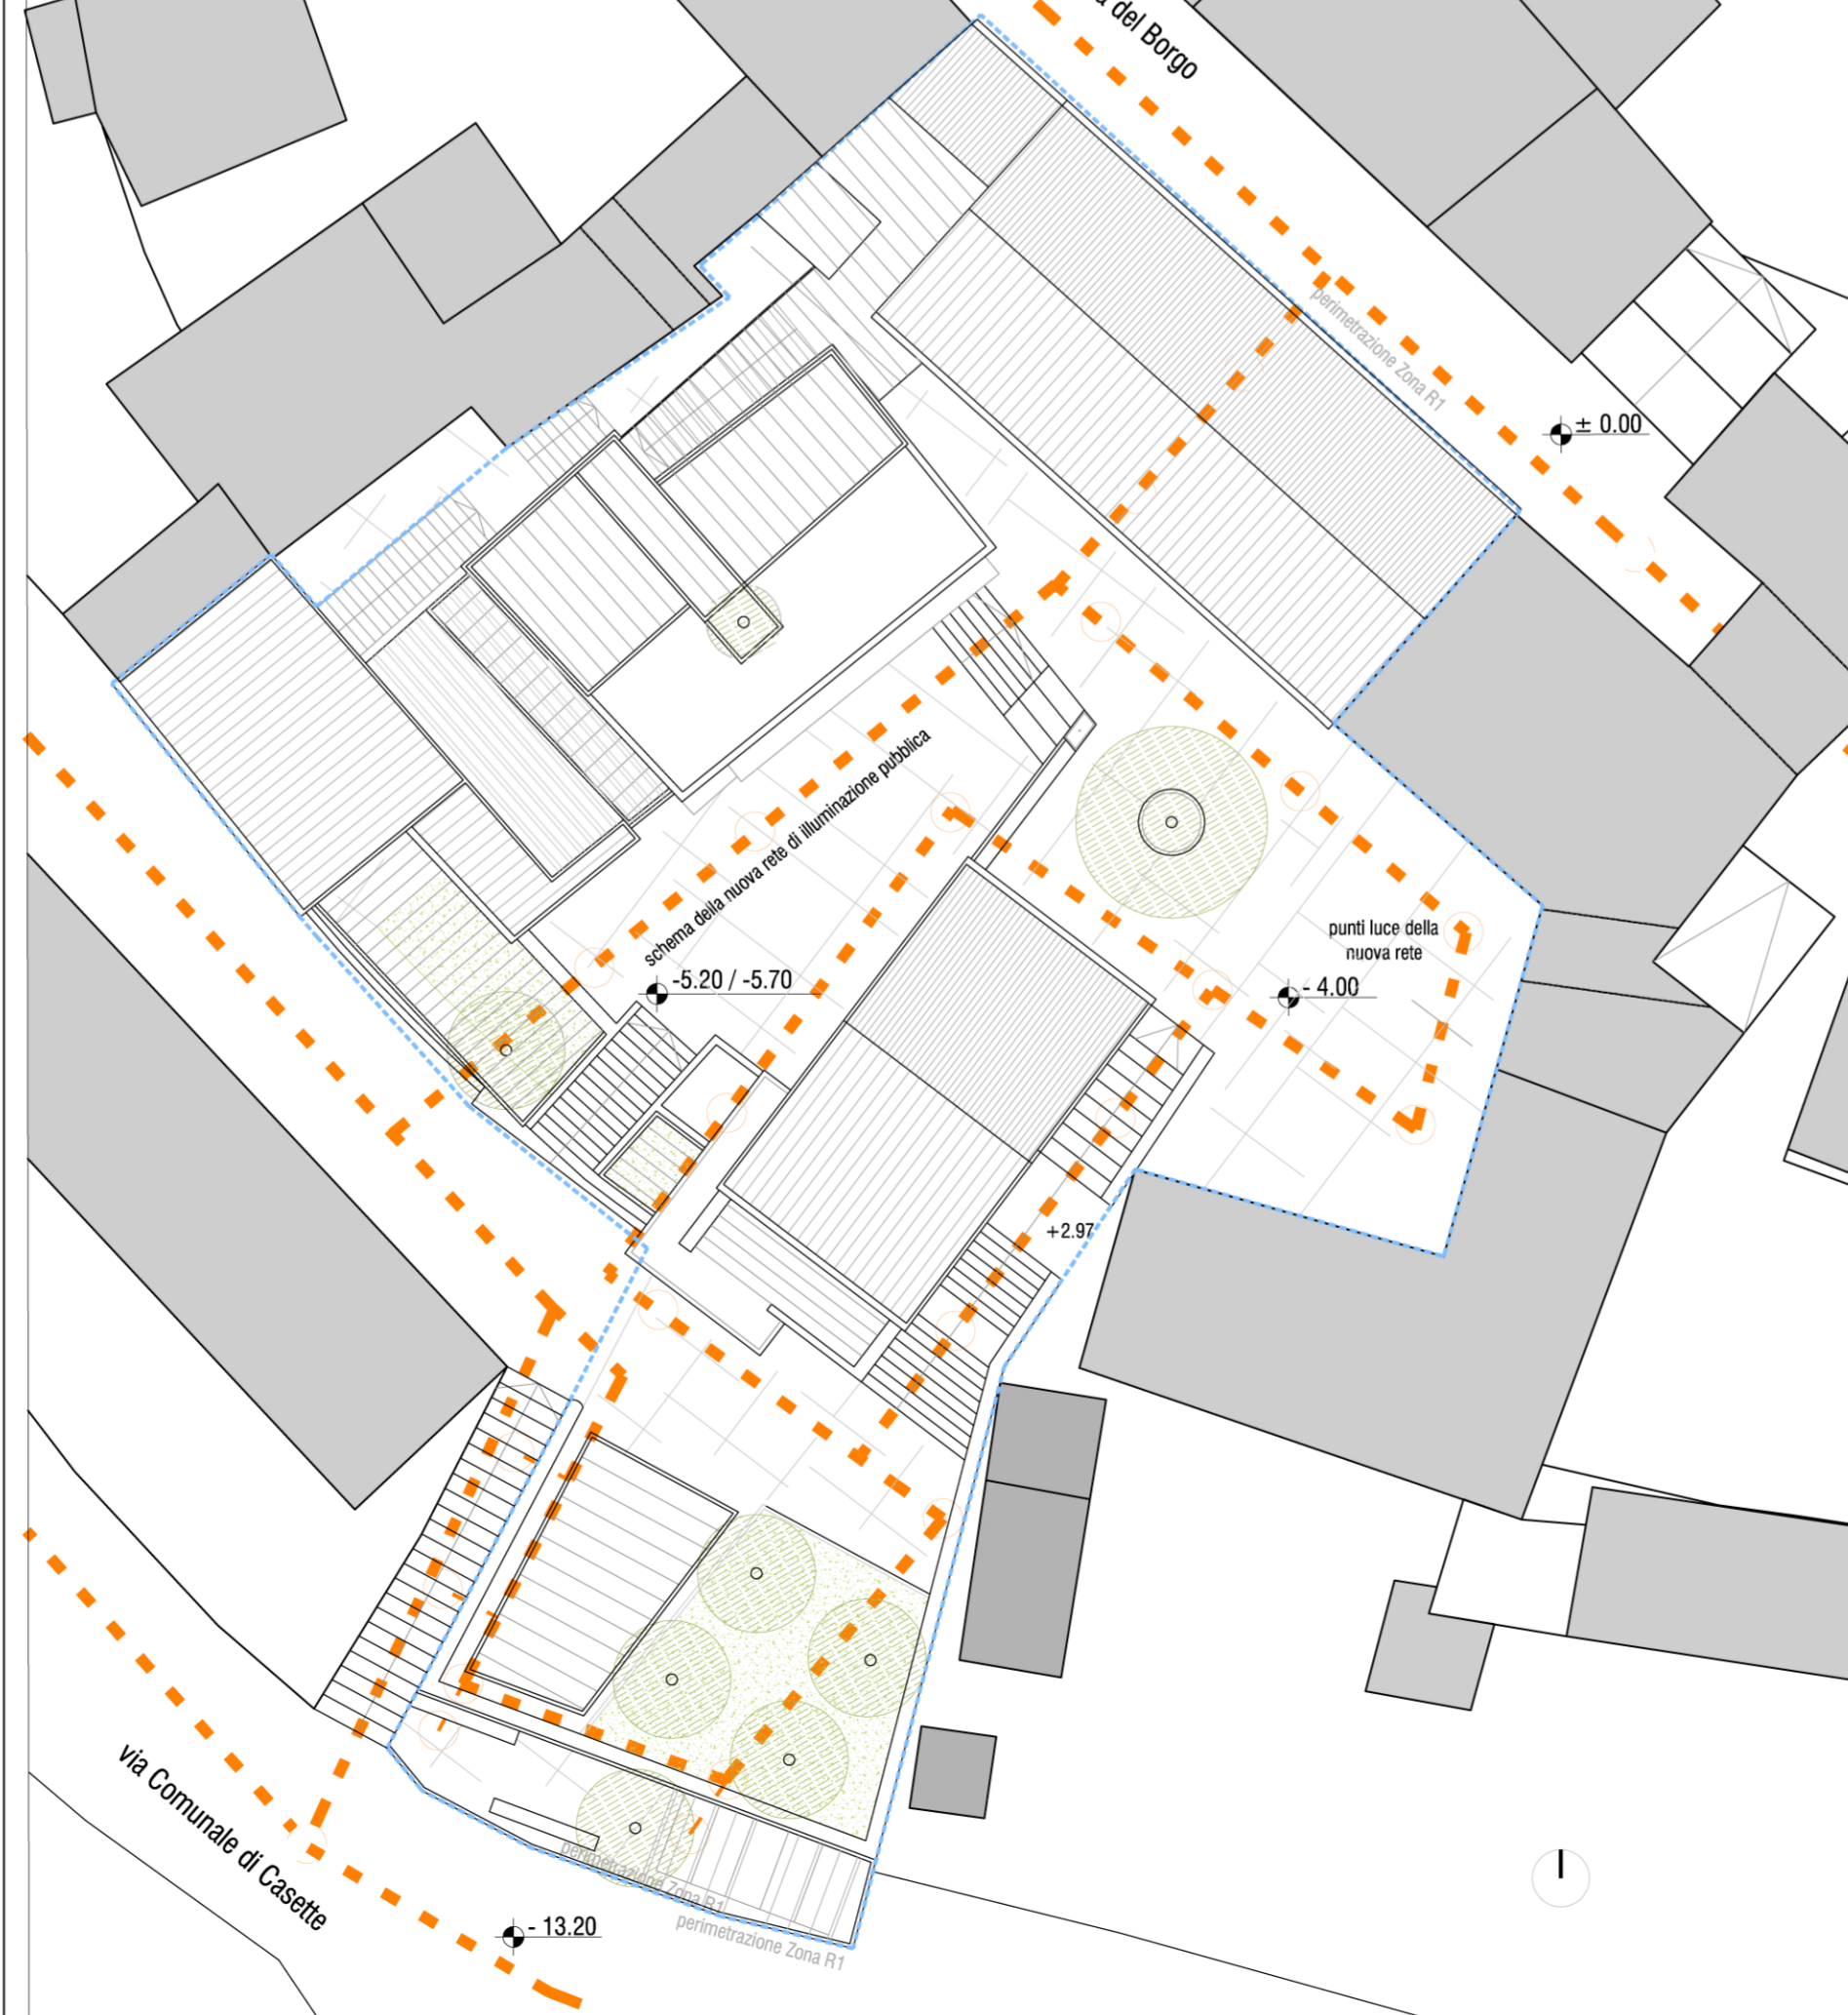 del Borgo
perimetrazione Zona R1
± 0.00
schema della nuova rete di illuminazione pubblica
punti luce della
nuova rete
-5.20 / -5.70
- 4.00
+2.97
via Comunale di Casette
perimetrazione Zona R1
- 13.20
perimetrazione Zona R1